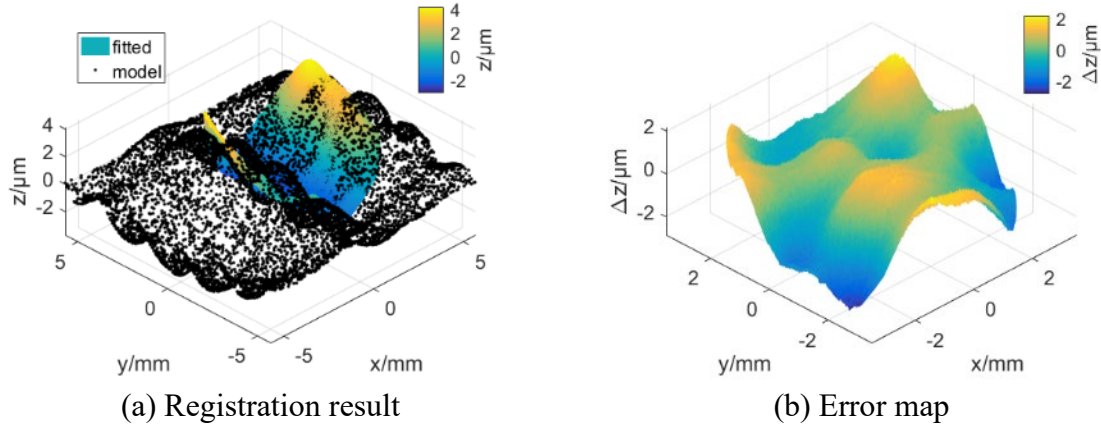 4
2
0
-2
z/μm
fitted
model
4
2
0
-2
z/μm
5
0
-5
y/mm
-5
0
5
x/mm
(a) Registration result
2
0
-2
Δz/μm
2
0
-2
Δz/μm
2
0
-2
y/mm
-2
0
2
x/mm
(b) Error map